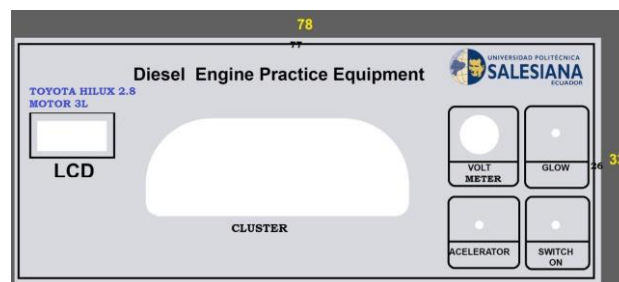 78
77
Diesel Engine Practice Equipment
UNIVERSIDAD POLITÉCNICA
SALESIANA
ECUADOR
TOYOTA HILUX 2.8
MOTOR 3L
LCD
CLUSTER
VOLT
METER
GLOW
26
ACELERATOR
SWITCH
ON